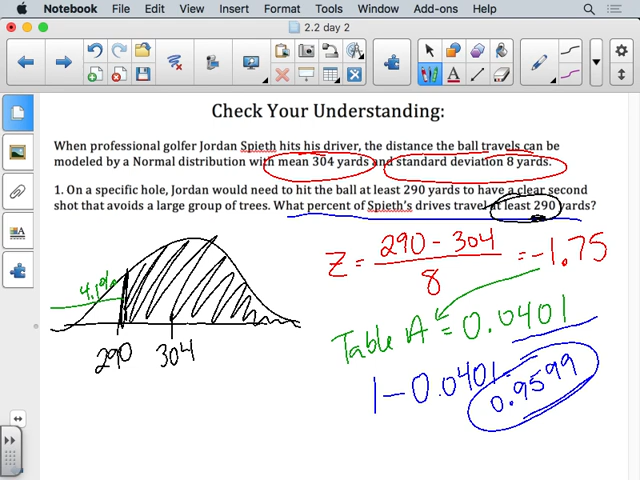 Notebook Edit View Insert Format Tools Window Add-ons Help
2.2 day 2
Check Your Understanding:
When professional golfer Jordan Spieth hits his driver, the distance the ball travels can be
modeled by a Normal distribution with mean 304 yards and standard deviation 8 yards.
1. On a specific hole, Jordan would need to hit the ball at least 290 yards to have a clear second
shot that avoids a large group of trees. What percent of Spieth's drives travel at least 290 yards?
Z = 290 - 304 / 8 = -1.75
4.1%
290 304
Table A = 0.0401
1 - 0.0401 =
0.9599